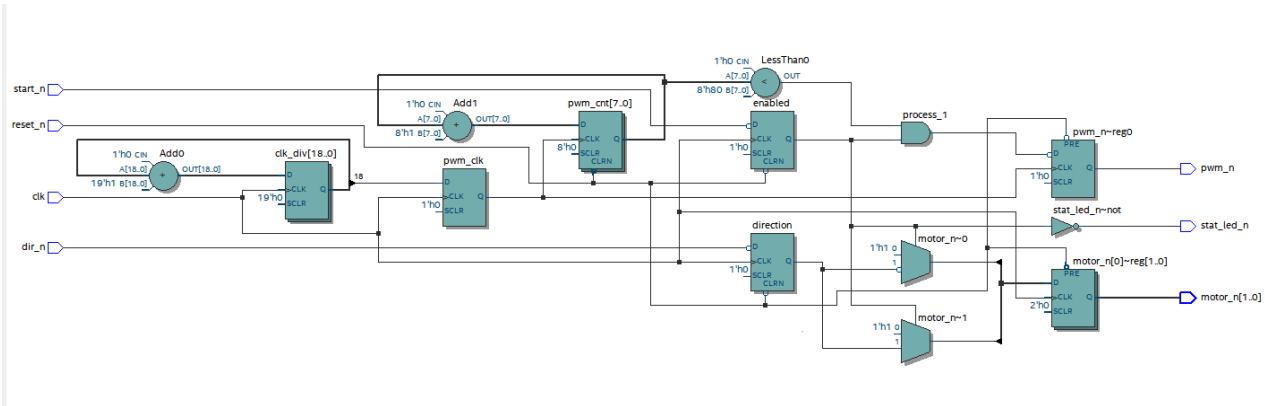 start_n
reset_n
clk
dir_n
1'h0 CIN
Add0
A[18..0]
OUT[18..0]
19'h1 B[18..0]
clk_div[18..0]
D
CLK
Q
19'h0
SCLR
18
1'h0 CIN
Add1
A[7..0]
OUT[7..0]
8'h1 B[7..0]
+
+
pwm_clk
D
CLK
Q
1'h0
SCLR
pwm_cnt[7..0]
D
CLK
Q
8'h0
SCLR
CLRN
1'h0 CIN
LessThan0
A[7..0]
<
OUT
8'h80 B[7..0]
enabled
D
CLK
Q
1'h0
SCLR
CLRN
direction
D
CLK
Q
1'h0
SCLR
CLRN
process_1
motor_n~0
1'h1 0
1
motor_n~1
1'h1 0
1
pwm_n~reg0
PRE
D
CLK
Q
1'h0
SCLR
stat_led_n~not
motor_n[0]~reg[1..0]
PRE
D
CLK
Q
2'h0
SCLR
pwm_n
stat_led_n
motor_n[1..0]